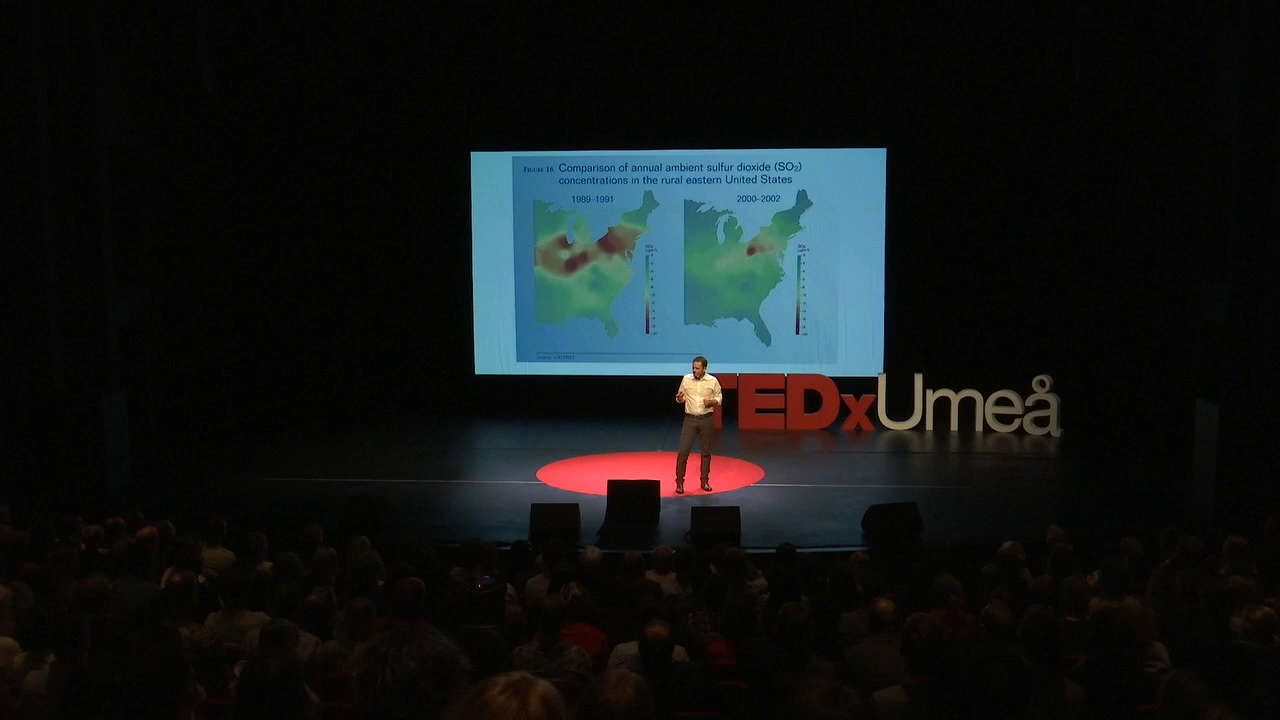 FIGURE 16. Comparison of annual ambient sulfur dioxide (SO₂)
concentrations in the rural eastern United States
1989–1991
2000–2002
TEDxUmeå